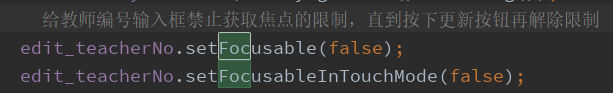 给教师编号输入框禁止获取焦点的限制，直到按下更新按钮再解除限制
edit_teacherNo.setFocusable(false);
edit_teacherNo.setFocusableInTouchMode(false);